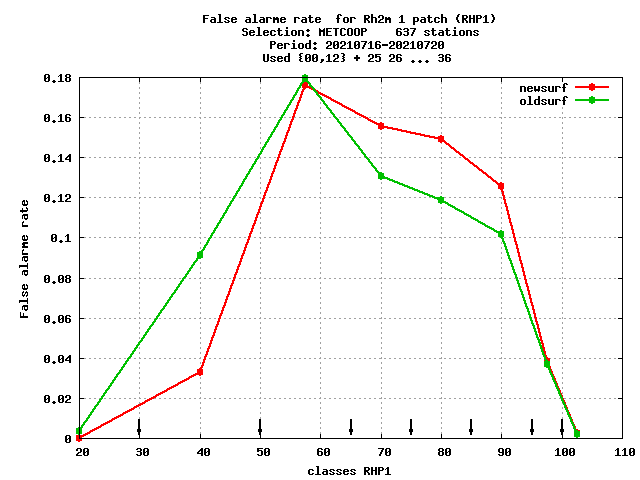 False alarme rate  for Rh2m 1 patch (RHP1)
Selection: METCOOP    637 stations
Period: 20210716-20210720
Used {00,12} + 25 26 ... 36
newsurf
oldsurf
0.18
0.16
0.14
0.12
0.1
0.08
0.06
0.04
0.02
0
False alarme rate
20 30 40 50 60 70 80 90 100 110
classes RHP1